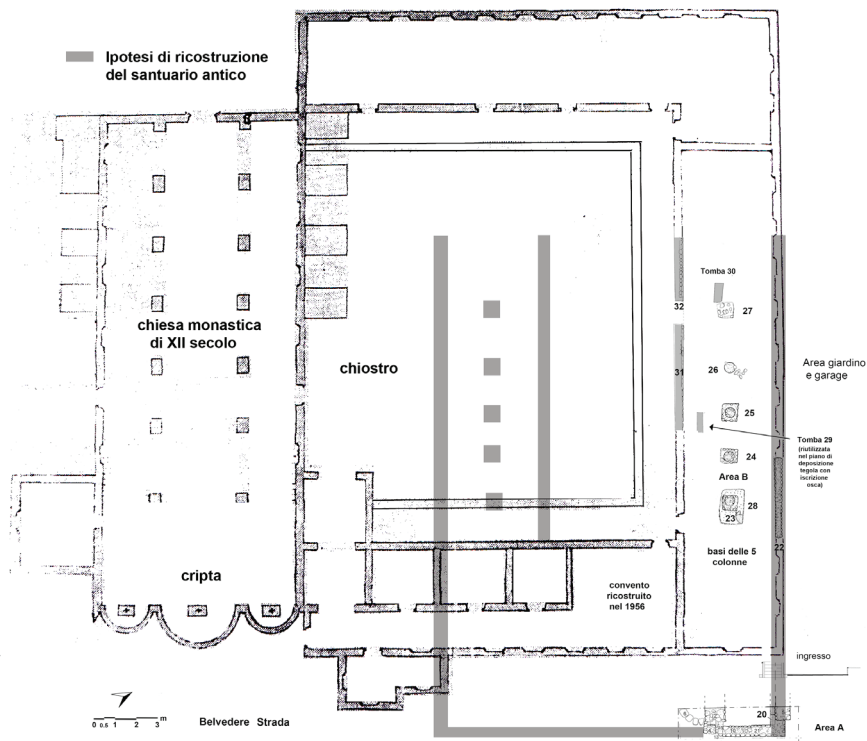 Ipotesi di ricostruzione
del santuario antico
Tomba 30
27
32
chiesa monastica
di XII secolo
chiostro
31
26
Area giardino
e garage
25
Tomba 29
(riutilizzata
nel piano di
deposizione
tegola con
iscrizione
osca)
24
Area B
28
23
22
basi delle 5
colonne
cripta
convento
ricostruito
nel 1956
ingresso
20
Area A
0 0.5 1 2 3 m
Belvedere Strada